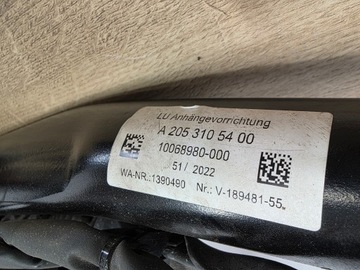 LU Anhängevorrichtung
A 205 310 54 00
10068980-000
51 / 2022
WA-NR.:1390490 Nr.: V-189481-55